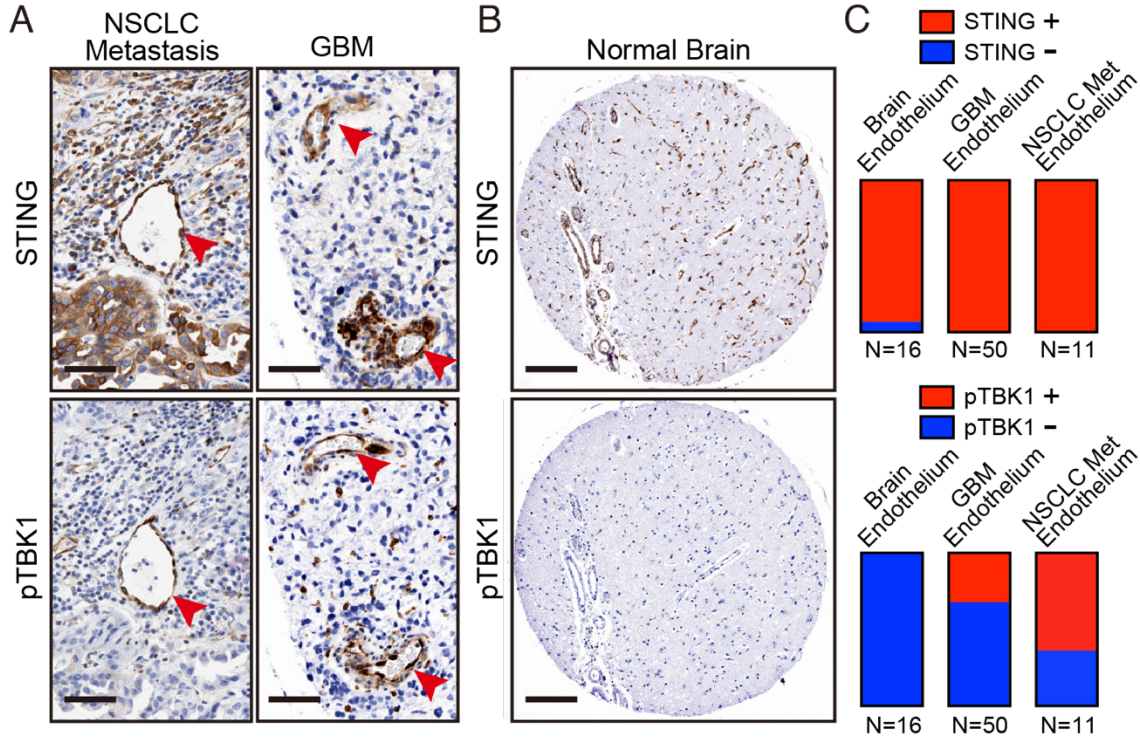 A
NSCLC
Metastasis
GBM
STING
pTBK1
B
Normal Brain
STING
pTBK1
C
STING +
STING −
Brain
Endothelium
GBM
Endothelium
NSCLC Met
Endothelium
N=16
N=50
N=11
pTBK1 +
pTBK1 −
Brain
Endothelium
GBM
Endothelium
NSCLC Met
Endothelium
N=16
N=50
N=11